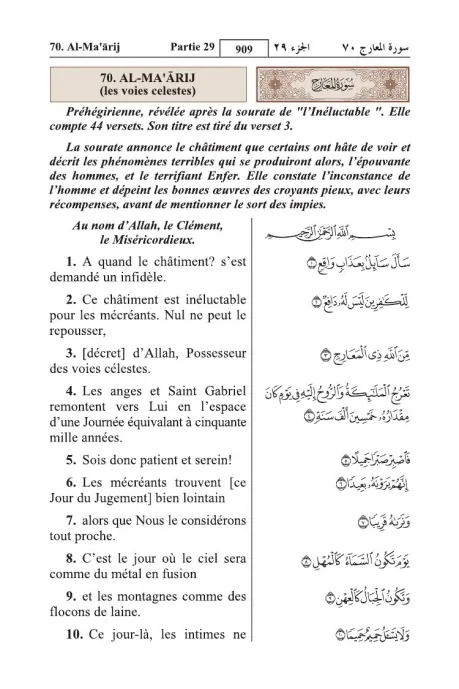 70. Al-Ma'ārij Partie 29 909 الجزء ٢٩ سورة المعارج ٧٠
70. AL-MA'ĀRIJ
(les voies celestes)
سُورَةُ المَعَارِجِ
Préhégirienne, révélée après la sourate de "l'Inéluctable ". Elle
compte 44 versets. Son titre est tiré du verset 3.
La sourate annonce le châtiment que certains ont hâte de voir et
décrit les phénomènes terribles qui se produiront alors, l'épouvante
des hommes, et le terrifiant Enfer. Elle constate l'inconstance de
l'homme et dépeint les bonnes œuvres des croyants pieux, avec leurs
récompenses, avant de mentionner le sort des impies.
Au nom d'Allah, le Clément,
le Miséricordieux.
1. A quand le châtiment? s'est
demandé un infidèle.
2. Ce châtiment est inéluctable
pour les mécréants. Nul ne peut le
repousser,
3. [décret] d'Allah, Possesseur
des voies célestes.
4. Les anges et Saint Gabriel
remontent vers Lui en l'espace
d'une Journée équivalant à cinquante
mille années.
5. Sois donc patient et serein!
6. Les mécréants trouvent [ce
Jour du Jugement] bien lointain
7. alors que Nous le considérons
tout proche.
8. C'est le jour où le ciel sera
comme du métal en fusion
9. et les montagnes comme des
flocons de laine.
10. Ce jour-là, les intimes ne
بِسْمِ اللَّهِ الرَّحْمَٰنِ الرَّحِيمِ
سَأَلَ سَآئِلٌۢ بِعَذَابٍ وَاقِعٍ ١
لِّلْكَٰفِرِينَ لَيْسَ لَهُۥ دَافِعٌ ٢
مِّنَ ٱللَّهِ ذِى ٱلْمَعَارِجِ ٣
تَعْرُجُ ٱلْمَلَٰٓئِكَةُ وَٱلرُّوحُ إِلَيْهِ فِى يَوْمٍ كَانَ
مِقْدَارُهُۥ خَمْسِينَ أَلْفَ سَنَةٍ ٤
فَٱصْبِرْ صَبْرًا جَمِيلًا ٥
إِنَّهُمْ يَرَوْنَهُۥ بَعِيدًا ٦
وَنَرَىٰهُ قَرِيبًا ٧
يَوْمَ تَكُونُ ٱلسَّمَآءُ كَٱلْمُهْلِ ٨
وَتَكُونُ ٱلْجِبَالُ كَٱلْعِهْنِ ٩
وَلَا يَسْـَٔلُ حَمِيمٌ حَمِيمًا ١٠